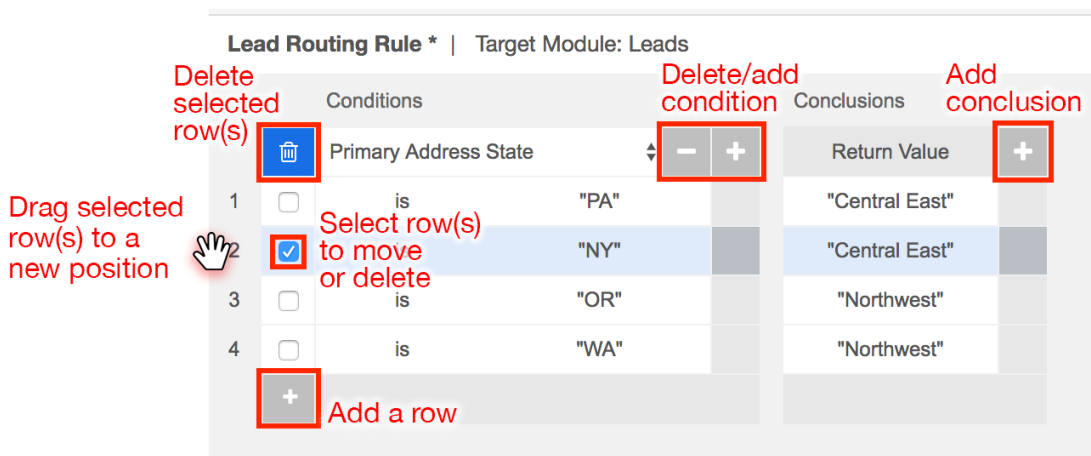 Lead Routing Rule * | Target Module: Leads
Delete
selected
row(s)
Conditions
Delete/add
condition
Conclusions
Add
conclusion
Primary Address State
Return Value
1 is "PA" "Central East"
Drag selected
row(s) to a
new position
Select row(s)
to move
or delete
2 "NY" "Central East"
3 is "OR" "Northwest"
4 is "WA" "Northwest"
Add a row